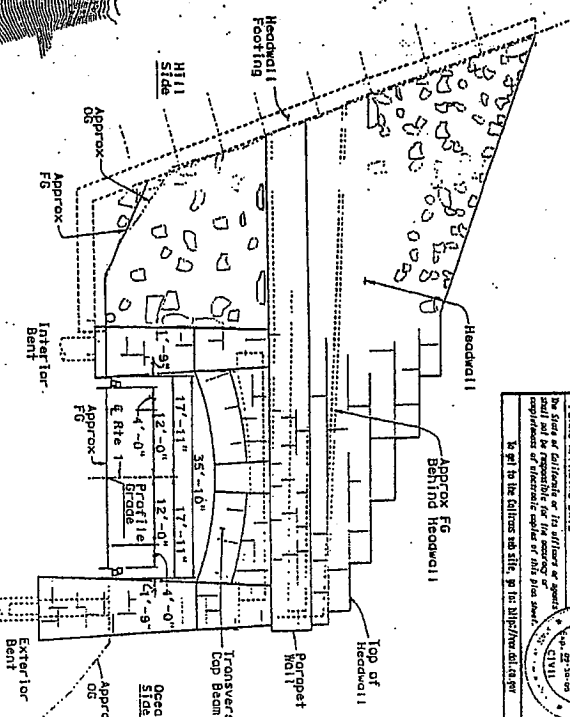 The State of California or its officers or agents
shall not be responsible for the accuracy or
completeness of electronic copies of this plan sheet.
To get to the Caltrans web site, go to: http://www.dot.ca.gov
CIVIL
Headwall
Footing
Hill
Side
Approx
OG
Approx
FG
Headwall
Approx FG
Behind Headwall
Top of
Headwall
Parapet
Wall
Transvers
Cap Beam
Interior
Bent
1'-9"
35'-10"
17'-11"
17'-11"
12'-0"
12'-0"
4'-0"
4'-0"
1'-9"
Rte 1
Profile
Grade
Approx
FG
Ocea
Side
Appro
OG
Exterior
Bent